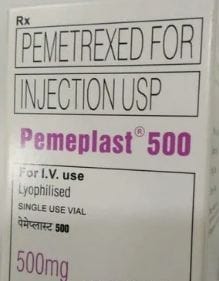 Rx
PEMETREXED FOR
INJECTION USP
Pemeplast® 500
For I.V. use
Lyophilised
SINGLE USE VIAL
पेमेप्लास्ट 500
500mg